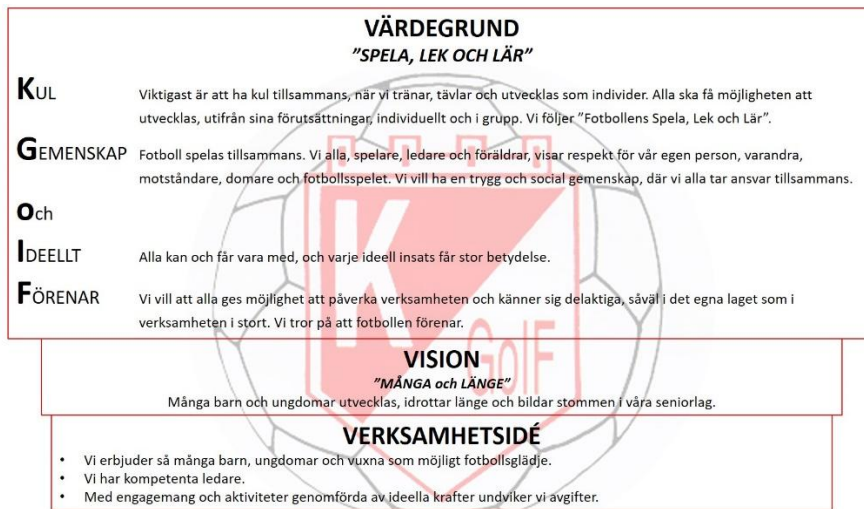 VÄRDEGRUND
"SPELA, LEK OCH LÄR"
KUL Viktigast är att ha kul tillsammans, när vi tränar, tävlar och utvecklas som individer. Alla ska få möjligheten att
utvecklas, utifrån sina förutsättningar, individuellt och i grupp. Vi följer "Fotbollens Spela, Lek och Lär".
GEMENSKAP Fotboll spelas tillsammans. Vi alla, spelare, ledare och föräldrar, visar respekt för vår egen person, varandra,
motståndare, domare och fotbollsspelet. Vi vill ha en trygg och social gemenskap, där vi alla tar ansvar tillsammans.
och
IDEELLT Alla kan och får vara med, och varje ideell insats får stor betydelse.
FÖRENAR Vi vill att alla ges möjlighet att påverka verksamheten och känner sig delaktiga, såväl i det egna laget som i
verksamheten i stort. Vi tror på att fotbollen förenar.
K
GoIF
VISION
"MÅNGA och LÄNGE"
Många barn och ungdomar utvecklas, idrottar länge och bildar stommen i våra seniorlag.
VERKSAMHETSIDÉ
• Vi erbjuder så många barn, ungdomar och vuxna som möjligt fotbollsglädje.
• Vi har kompetenta ledare.
• Med engagemang och aktiviteter genomförda av ideella krafter undviker vi avgifter.